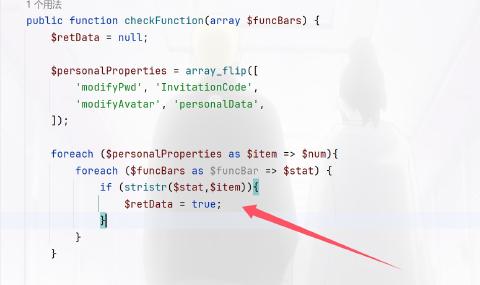 1 个用法
public function checkFunction(array $funcBars) {
$retData = null;
$personalProperties = array_flip([
'modifyPwd', 'InvitationCode',
'modifyAvatar', 'personalData',
]);
foreach ($personalProperties as $item => $num){
foreach ($funcBars as $funcBar => $stat) {
if (stristr($stat,$item)){
$retData = true;
}
}
}